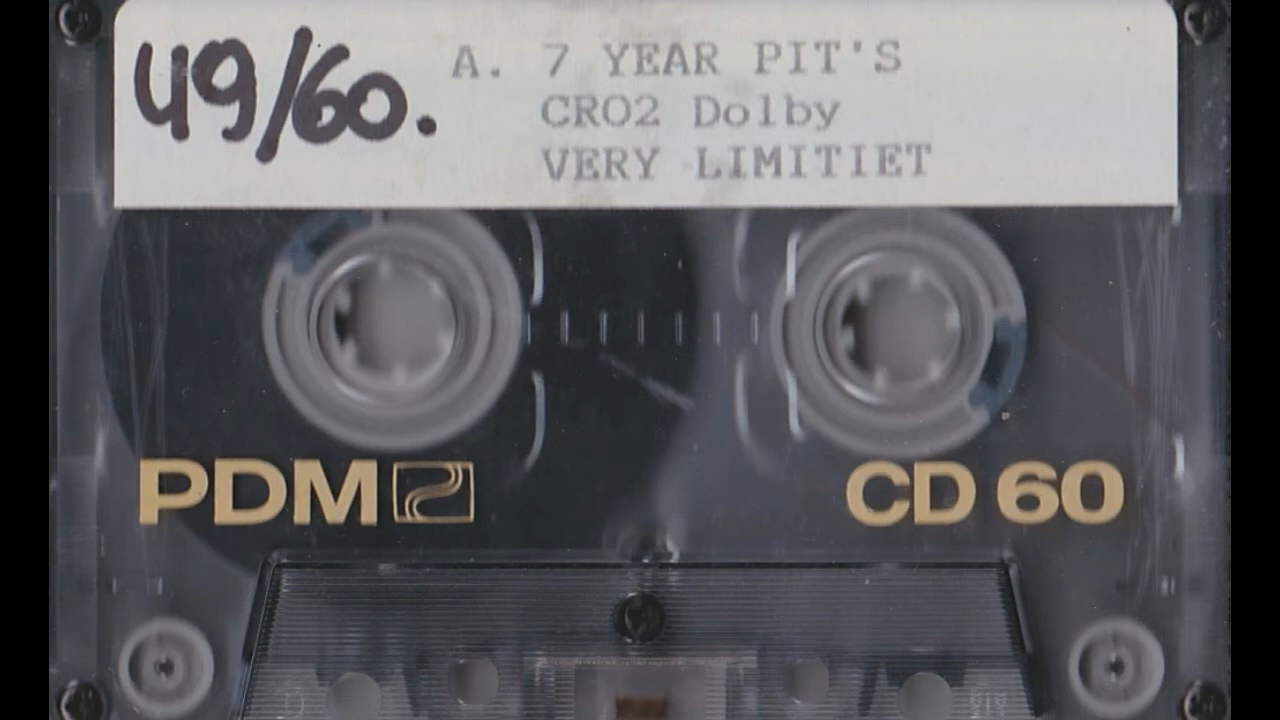 49/60.
A. 7 YEAR PIT'S
CRO2 Dolby
VERY LIMITIET
PDM
CD 60